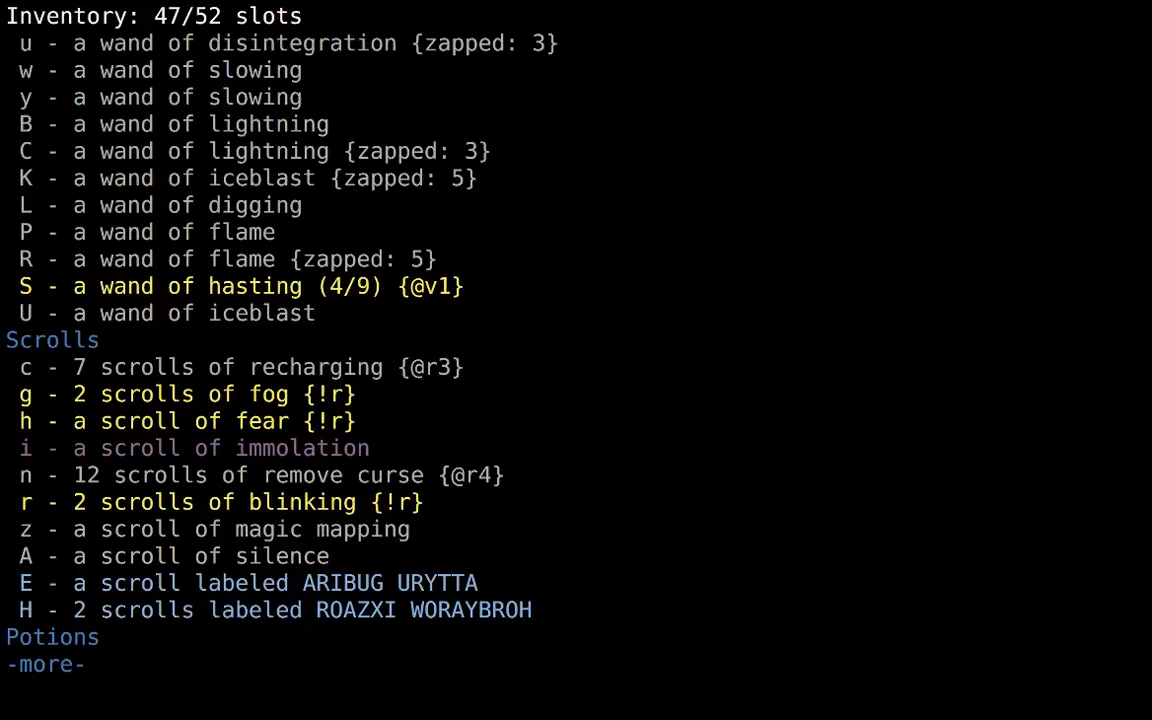 Inventory: 47/52 slots
u - a wand of disintegration {zapped: 3}
w - a wand of slowing
y - a wand of slowing
B - a wand of lightning
C - a wand of lightning {zapped: 3}
K - a wand of iceblast {zapped: 5}
L - a wand of digging
P - a wand of flame
R - a wand of flame {zapped: 5}
S - a wand of hasting (4/9) {@v1}
U - a wand of iceblast
Scrolls
c - 7 scrolls of recharging {@r3}
g - 2 scrolls of fog {!r}
h - a scroll of fear {!r}
i - a scroll of immolation
n - 12 scrolls of remove curse {@r4}
r - 2 scrolls of blinking {!r}
z - a scroll of magic mapping
A - a scroll of silence
E - a scroll labeled ARIBUG URYTTA
H - 2 scrolls labeled ROAZXI WORAYBROH
Potions
-more-